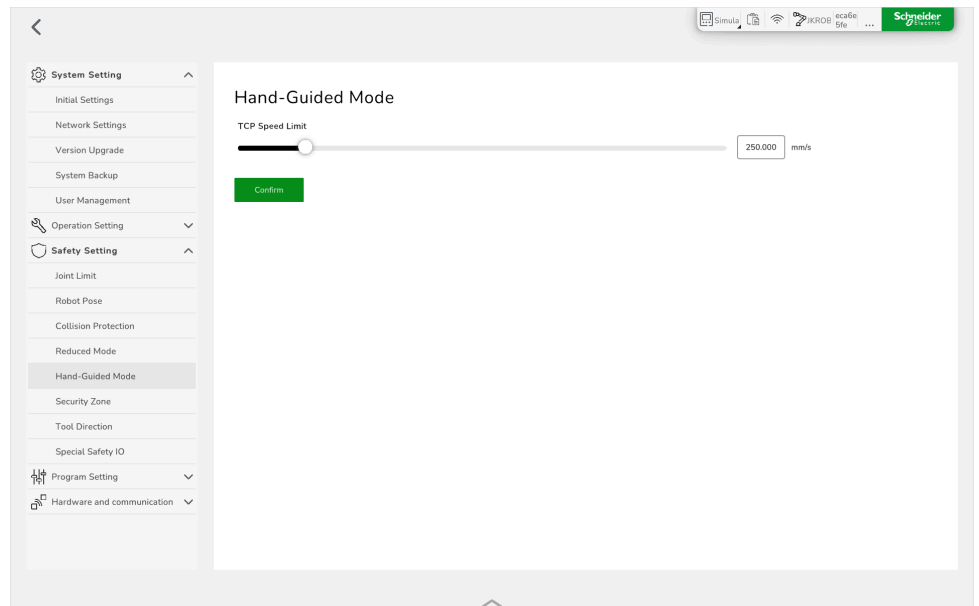 Simula
JKROB
eca6e
5fe
...
Schneider
Electric
System Setting
Initial Settings
Network Settings
Version Upgrade
System Backup
User Management
Operation Setting
Safety Setting
Joint Limit
Robot Pose
Collision Protection
Reduced Mode
Hand-Guided Mode
Security Zone
Tool Direction
Special Safety IO
Program Setting
Hardware and communication
Hand-Guided Mode
TCP Speed Limit
250.000 mm/s
Confirm